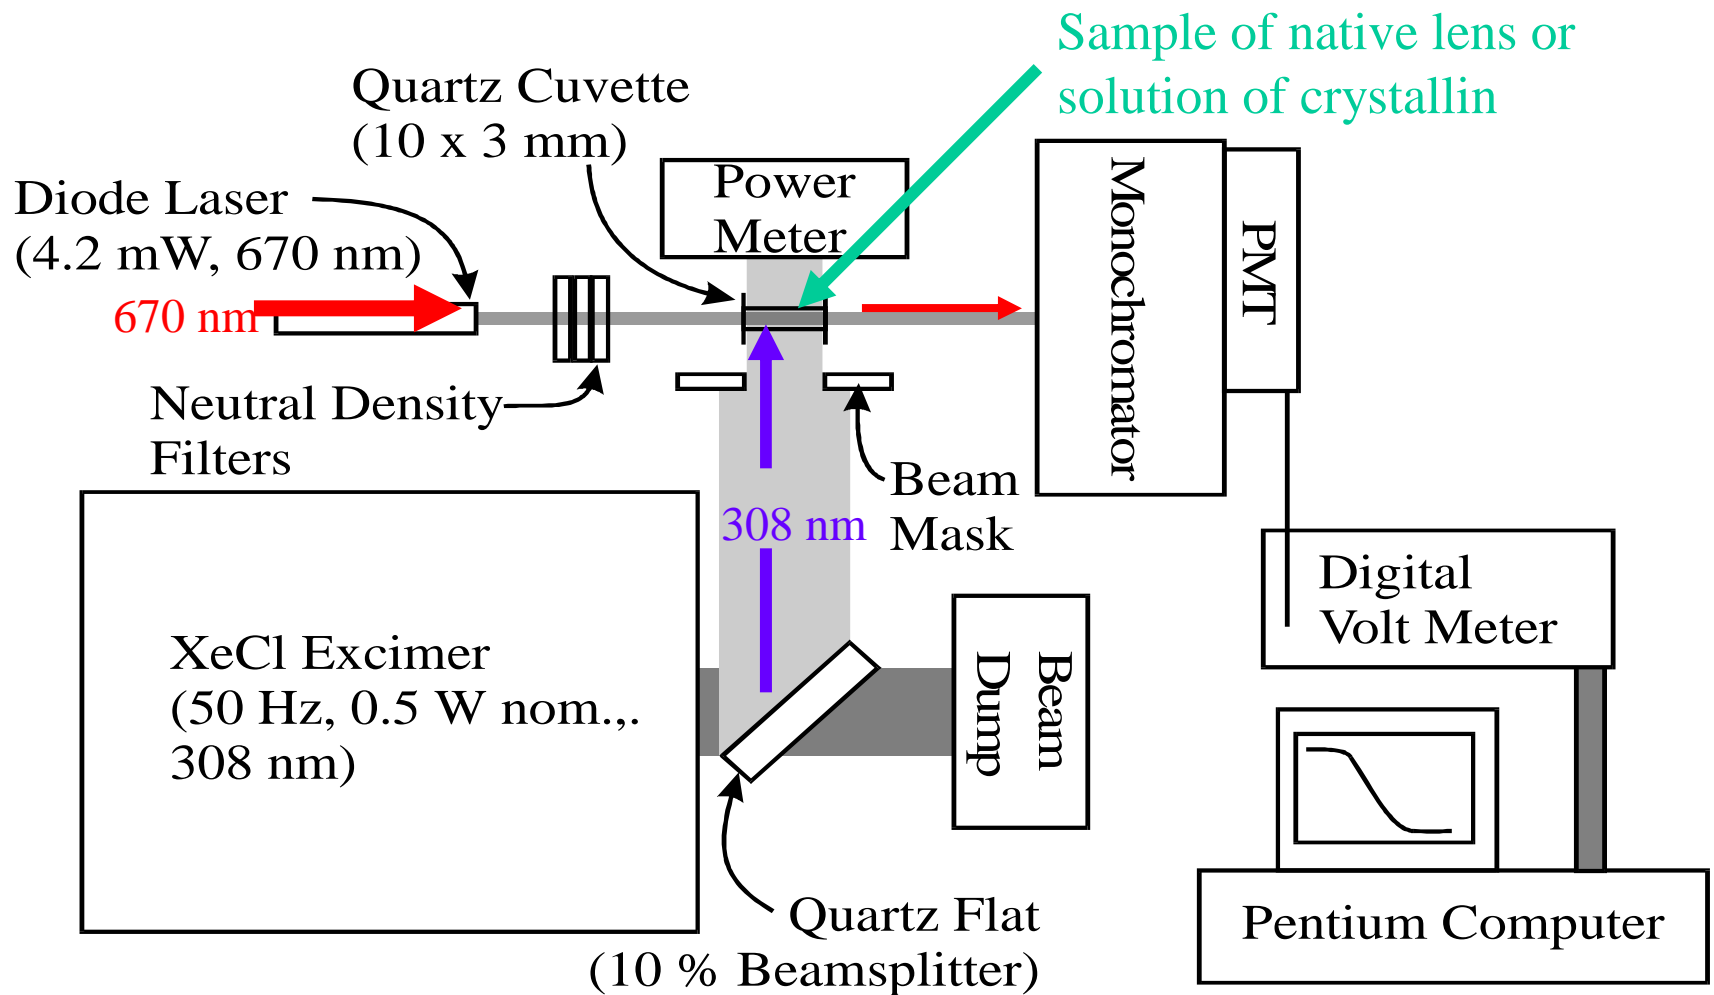 Sample of native lens or
solution of crystallin
Quartz Cuvette
(10 x 3 mm)
Power
Meter
Diode Laser
(4.2 mW, 670 nm)
670 nm
Monochromator
PMT
Neutral Density
Filters
Beam
Mask
308 nm
Digital
Volt Meter
XeCl Excimer
(50 Hz, 0.5 W nom.,.
308 nm)
Beam
Dump
Quartz Flat
(10 % Beamsplitter)
Pentium Computer